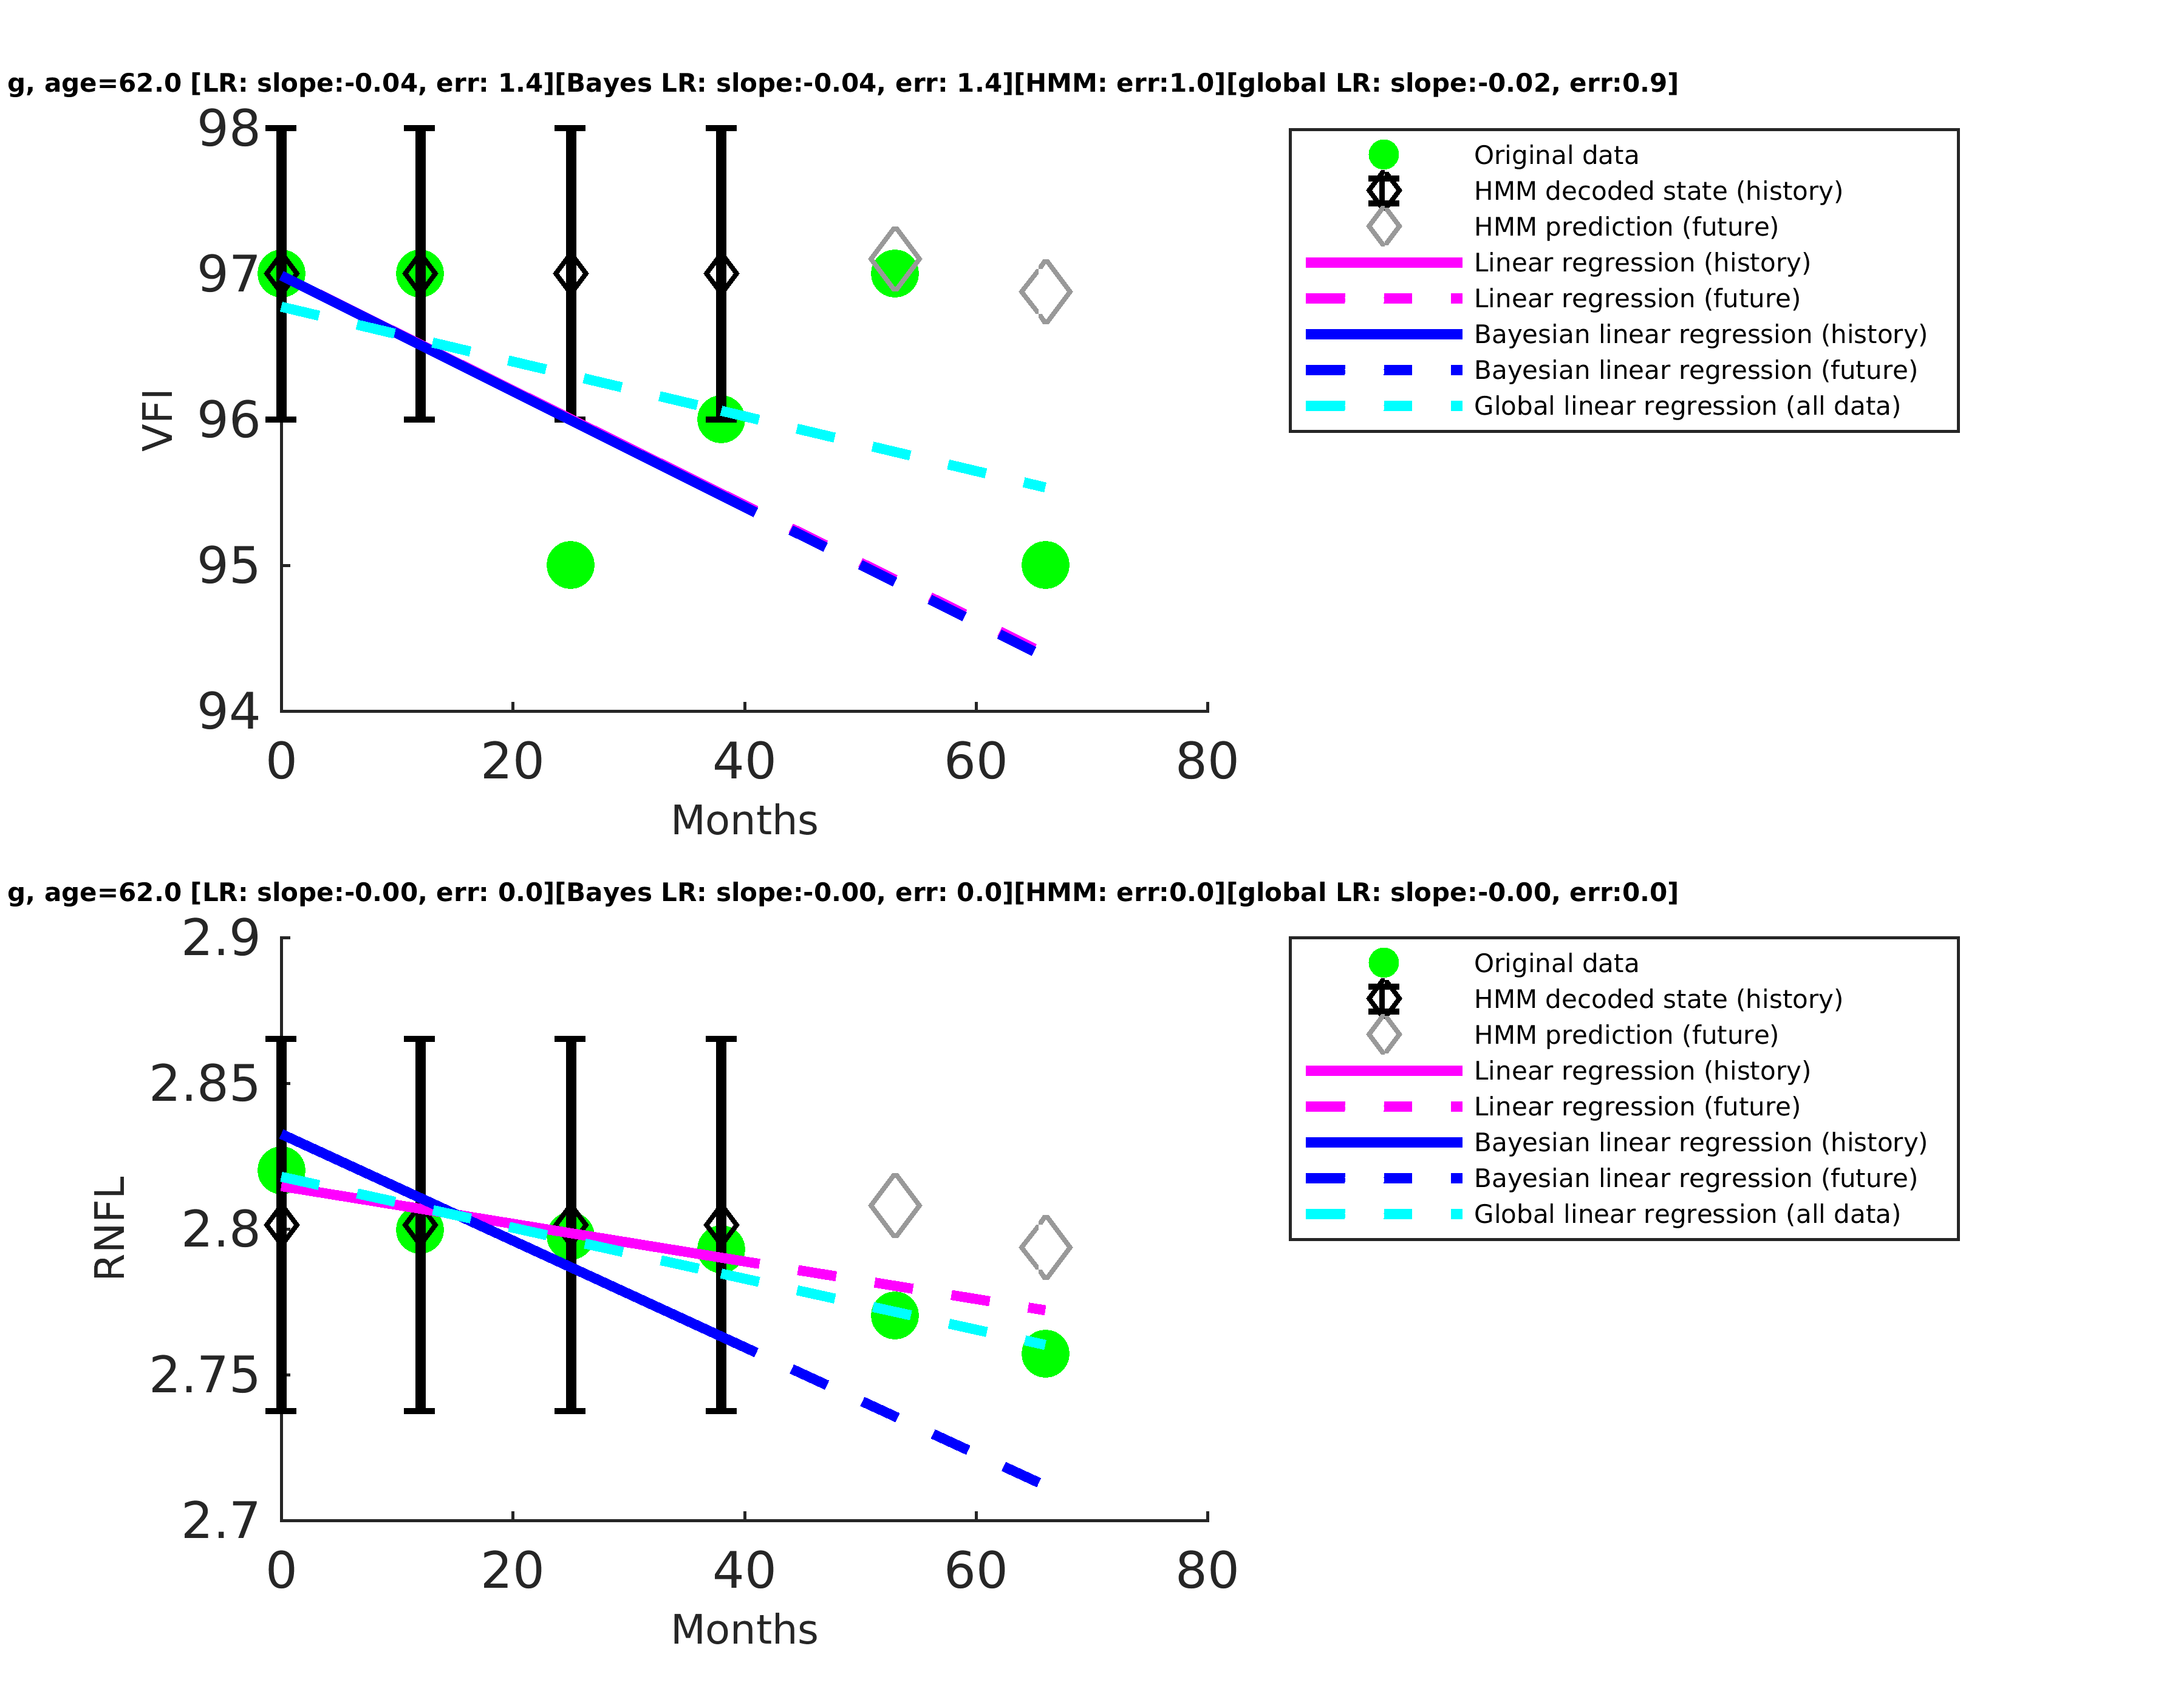 g, age=62.0 [LR: slope:-0.04, err: 1.4][Bayes LR: slope:-0.04, err: 1.4][HMM: err:1.0][global LR: slope:-0.02, err:0.9]
98
97
96
95
94
VFI
0 20 40 60 80
Months
Original data
HMM decoded state (history)
HMM prediction (future)
Linear regression (history)
Linear regression (future)
Bayesian linear regression (history)
Bayesian linear regression (future)
Global linear regression (all data)
g, age=62.0 [LR: slope:-0.00, err: 0.0][Bayes LR: slope:-0.00, err: 0.0][HMM: err:0.0][global LR: slope:-0.00, err:0.0]
2.9
2.85
2.8
2.75
2.7
RNFL
0 20 40 60 80
Months
Original data
HMM decoded state (history)
HMM prediction (future)
Linear regression (history)
Linear regression (future)
Bayesian linear regression (history)
Bayesian linear regression (future)
Global linear regression (all data)